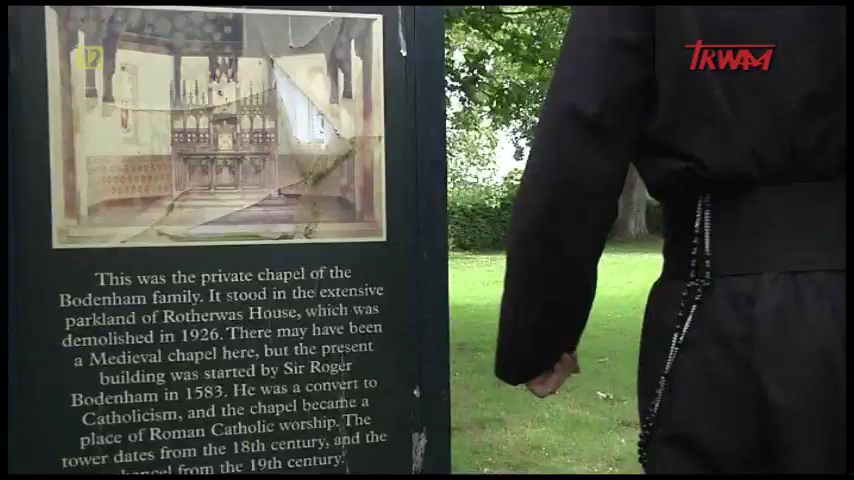 12
TRWAM
This was the private chapel of the
Bodenham family. It stood in the extensive
parkland of Rotherwas House, which was
demolished in 1926. There may have been
a Medieval chapel here, but the present
building was started by Sir Roger
Bodenham in 1583. He was a convert to
Catholicism, and the chapel became a
place of Roman Catholic worship. The
tower dates from the 18th century, and the
chancel from the 19th century.